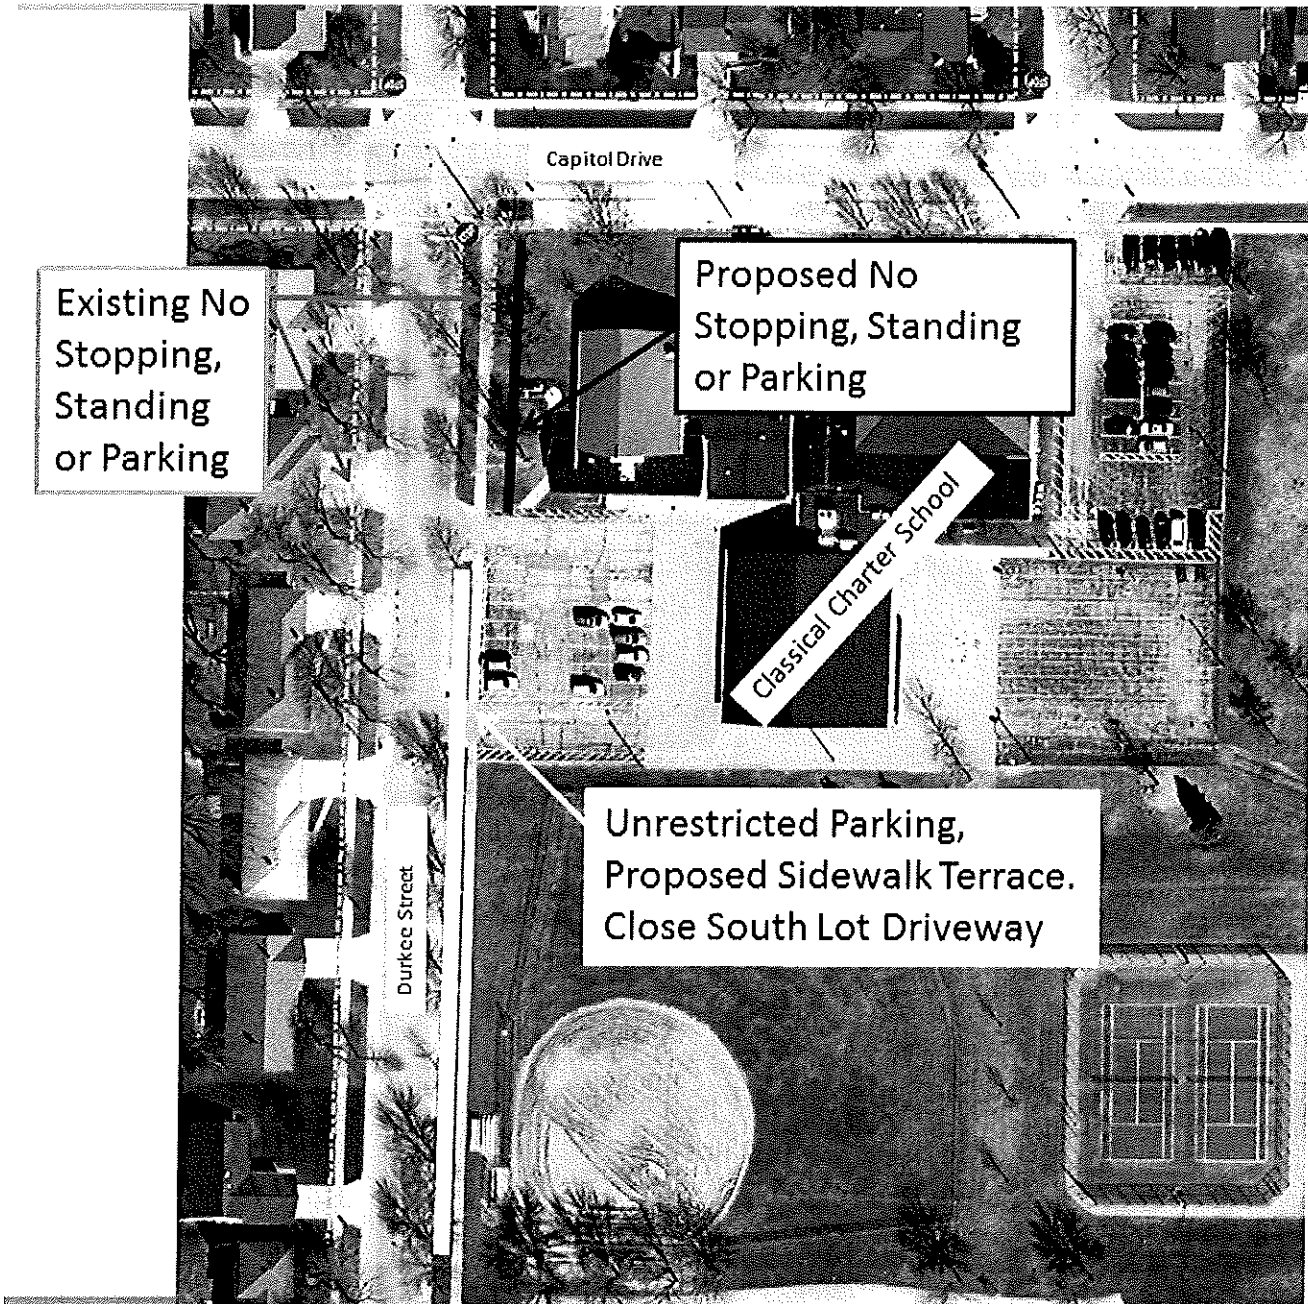 Capitol Drive
Existing No
Stopping,
Standing
or Parking
Proposed No
Stopping, Standing
or Parking
Classical Charter School
Unrestricted Parking,
Proposed Sidewalk Terrace.
Close South Lot Driveway
Durkee Street